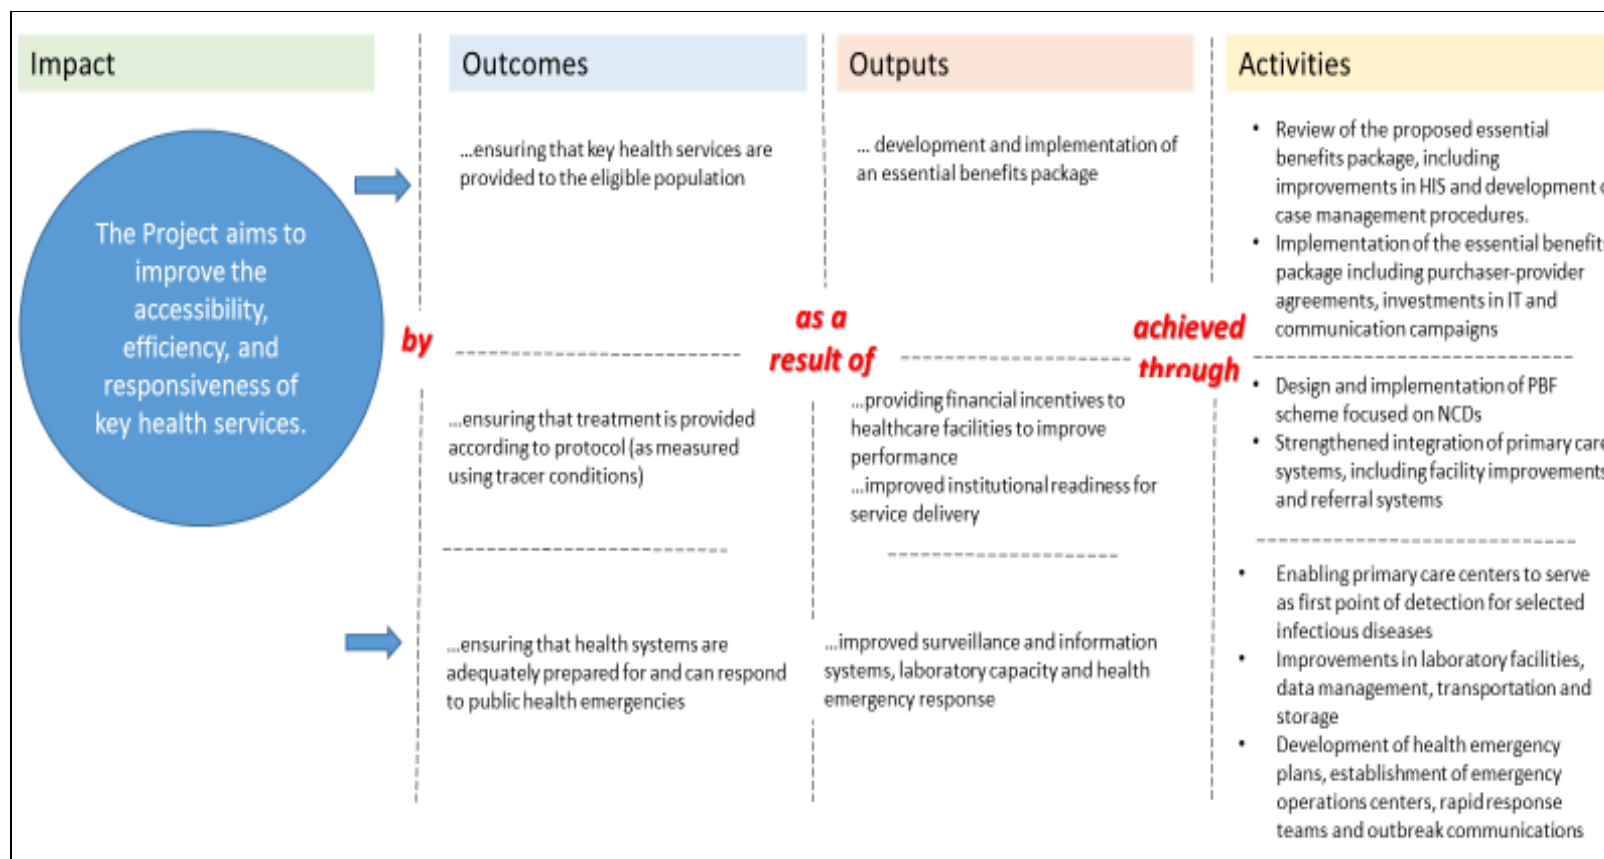 Impact
Outcomes
Outputs
Activities
The Project aims to
improve the
accessibility,
efficiency, and
responsiveness of
key health services.
by
...ensuring that key health services are
provided to the eligible population
...ensuring that treatment is provided
according to protocol (as measured
using tracer conditions)
...ensuring that health systems are
adequately prepared for and can respond
to public health emergencies
as a
result of
... development and implementation of
an essential benefits package
...providing financial incentives to
healthcare facilities to improve
performance
...improved institutional readiness for
service delivery
...improved surveillance and information
systems, laboratory capacity and health
emergency response
achieved
through
• Review of the proposed essential
benefits package, including
improvements in HIS and development o
case management procedures.
• Implementation of the essential benefits
package including purchaser-provider
agreements, investments in IT and
communication campaigns
• Design and implementation of PBF
scheme focused on NCDs
• Strengthened integration of primary care
systems, including facility improvements
and referral systems
• Enabling primary care centers to serve
as first point of detection for selected
infectious diseases
• Improvements in laboratory facilities,
data management, transportation and
storage
• Development of health emergency
plans, establishment of emergency
operations centers, rapid response
teams and outbreak communications